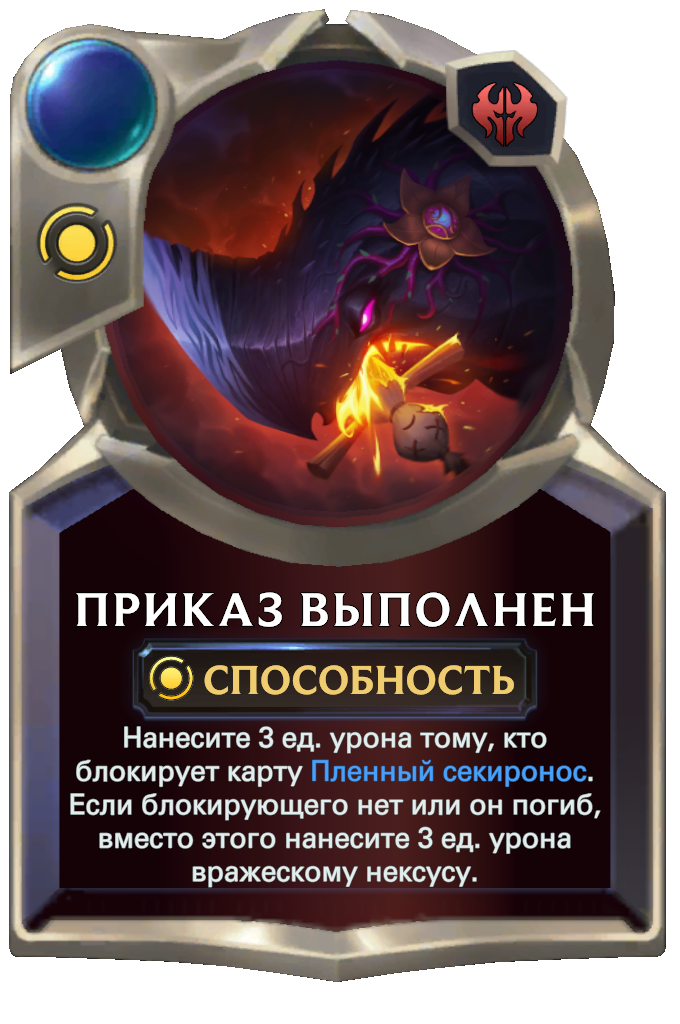 ПРИКАЗ ВЫПОЛНЕН
СПОСОБНОСТЬ
Нанесите 3 ед. урона тому, кто
блокирует карту Пленный секиронос.
Если блокирующего нет или он погиб,
вместо этого нанесите 3 ед. урона
вражескому нексусу.